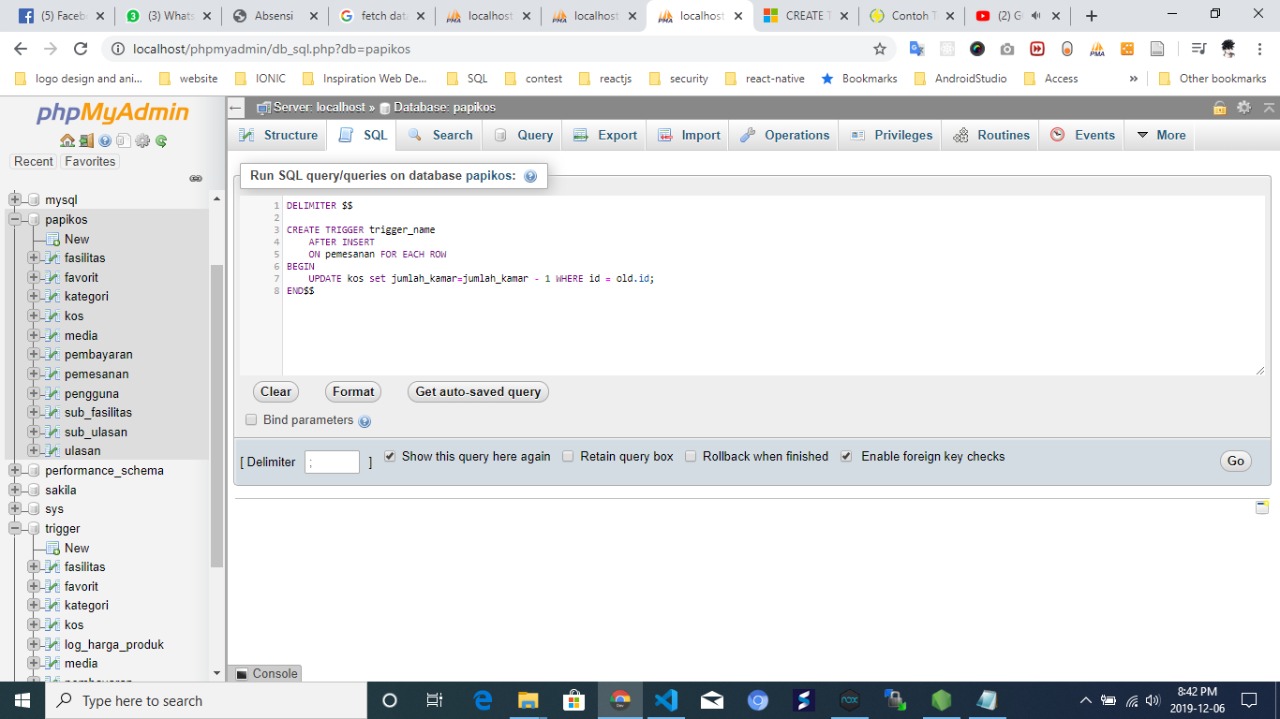 (5) Faceb
(3) Whats
Absensi
fetch data
localhost
localhost
localhost
CREATE T
Contoh T
(2) G
localhost/phpmyadmin/db_sql.php?db=papikos
logo design and ani...
website
IONIC
Inspiration Web De...
SQL
contest
reactjs
security
react-native
Bookmarks
AndroidStudio
Access
»
Other bookmarks
phpMyAdmin
Recent
Favorites
mysql
papikos
New
fasilitas
favorit
kategori
kos
media
pembayaran
pemesanan
pengguna
sub_fasilitas
sub_ulasan
ulasan
performance_schema
sakila
sys
trigger
New
fasilitas
favorit
kategori
kos
log_harga_produk
media
pembayaran
Server: localhost » Database: papikos
Structure
SQL
Search
Query
Export
Import
Operations
Privileges
Routines
Events
More
Run SQL query/queries on database papikos:
1 DELIMITER $$
2
3 CREATE TRIGGER trigger_name
4 AFTER INSERT
5 ON pemesanan FOR EACH ROW
6 BEGIN
7 UPDATE kos set jumlah_kamar=jumlah_kamar - 1 WHERE id = old.id;
8 END$$
Clear
Format
Get auto-saved query
Bind parameters
[ Delimiter ; ]
Show this query here again
Retain query box
Rollback when finished
Enable foreign key checks
Go
Console
Type here to search
8:42 PM
2019-12-06